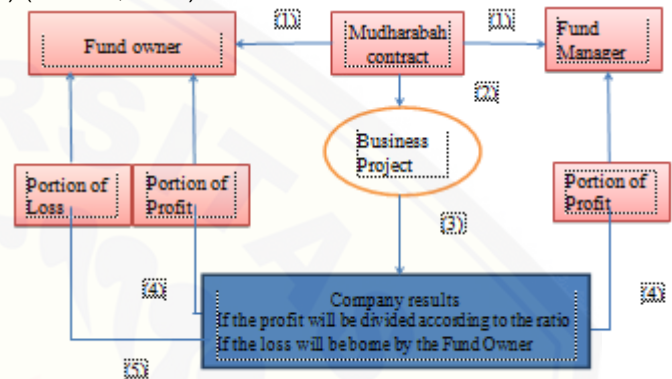 (1)
(1)
Fund owner
Mudharabah
contract
Fund
Manager
(2)
Business
Project
Portion of
Loss
Portion of
Profit
Portion of
Profit
(3)
(4)
(4)
Company results
If the profit will be divided according to the ratio
If the loss will be borne by the Fund Owner
(5)